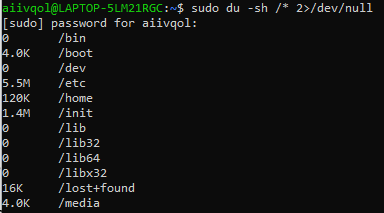 aiivqol@LAPTOP-5LM21RGC:~$ sudo du -sh /* 2>/dev/null
[sudo] password for aiivqol:
0       /bin
4.0K    /boot
0       /dev
5.5M    /etc
120K    /home
1.4M    /init
0       /lib
0       /lib32
0       /lib64
0       /libx32
16K     /lost+found
4.0K    /media